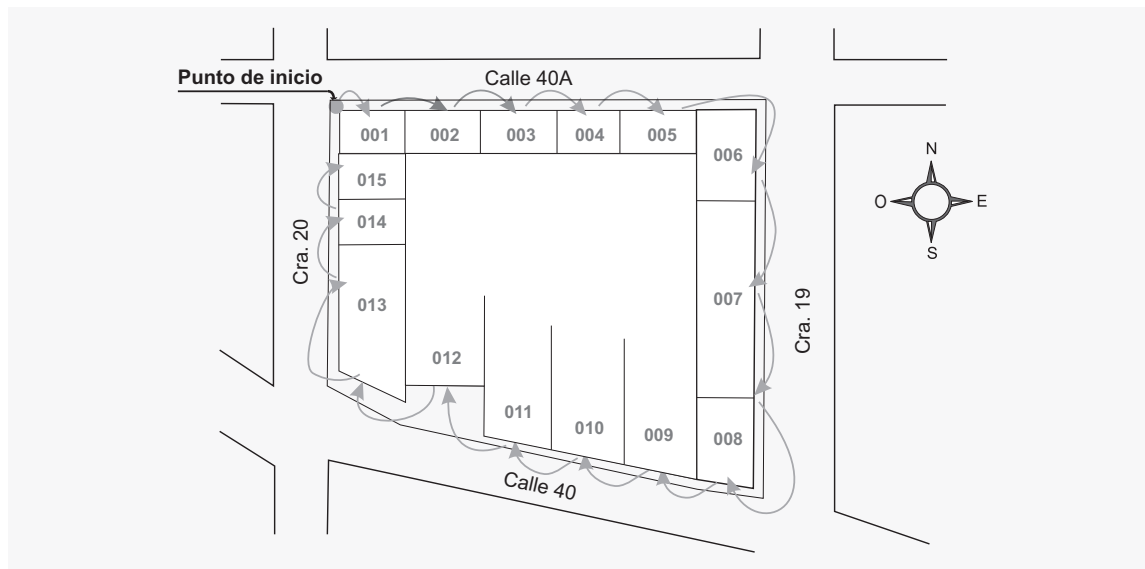 Calle 40A
Punto de inicio
001 002 003 004 005
006
015
014
013
012
011
010
009
008
007
Cra. 20
Cra. 19
Calle 40
N
O E
S